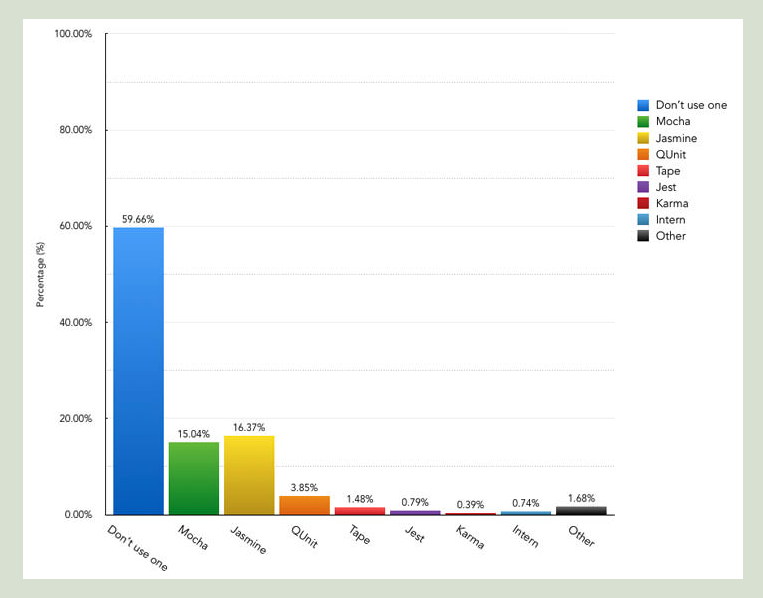 100.00%
80.00%
60.00%
40.00%
20.00%
0.00%
Percentage (%)
59.66%
15.04%
16.37%
3.85%
1.48%
0.79%
0.39%
0.74%
1.68%
Don't use one
Mocha
Jasmine
QUnit
Tape
Jest
Karma
Intern
Other
Don't use one
Mocha
Jasmine
QUnit
Tape
Jest
Karma
Intern
Other